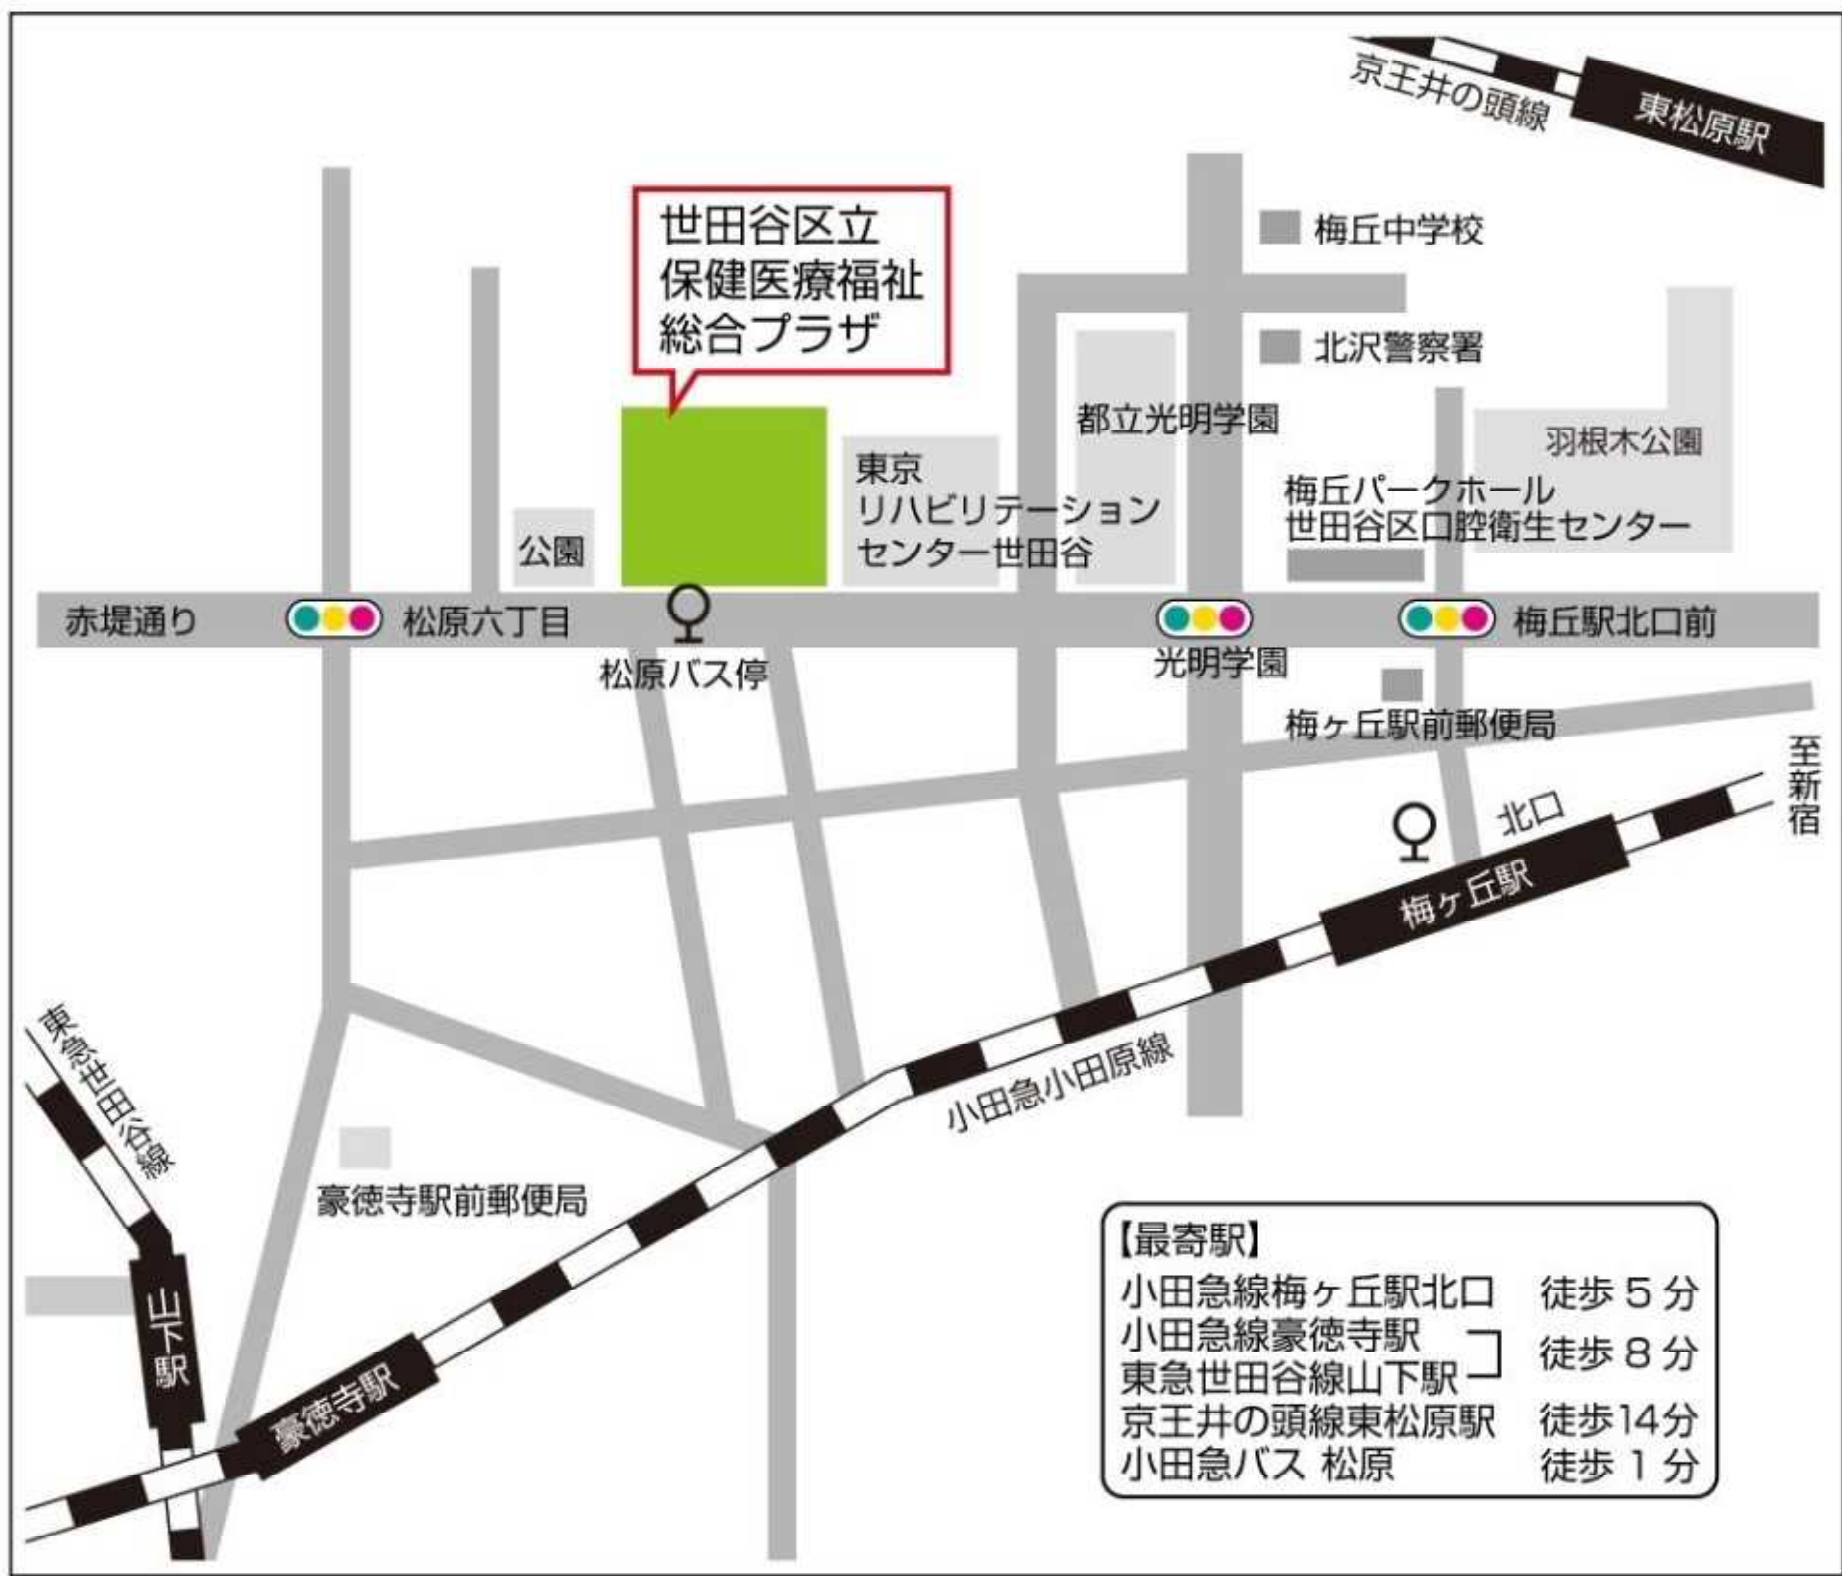 京王井の頭線
東松原駅
世田谷区立
保健医療福祉
総合プラザ
梅丘中学校
北沢警察署
都立光明学園
羽根木公園
東京
リハビリテーション
センター世田谷
梅丘パークホール
世田谷区口腔衛生センター
公園
赤堤通り
松原六丁目
梅丘駅北口前
松原バス停
光明学園
梅ヶ丘駅前郵便局
至新宿
北口
梅ヶ丘駅
小田急小田原線
東急世田谷線
豪徳寺駅前郵便局
山下駅
豪徳寺駅
【最寄駅】
小田急線梅ヶ丘駅北口 徒歩 5 分
小田急線豪徳寺駅
東急世田谷線山下駅 徒歩 8 分
京王井の頭線東松原駅 徒歩14分
小田急バス 松原 徒歩 1 分